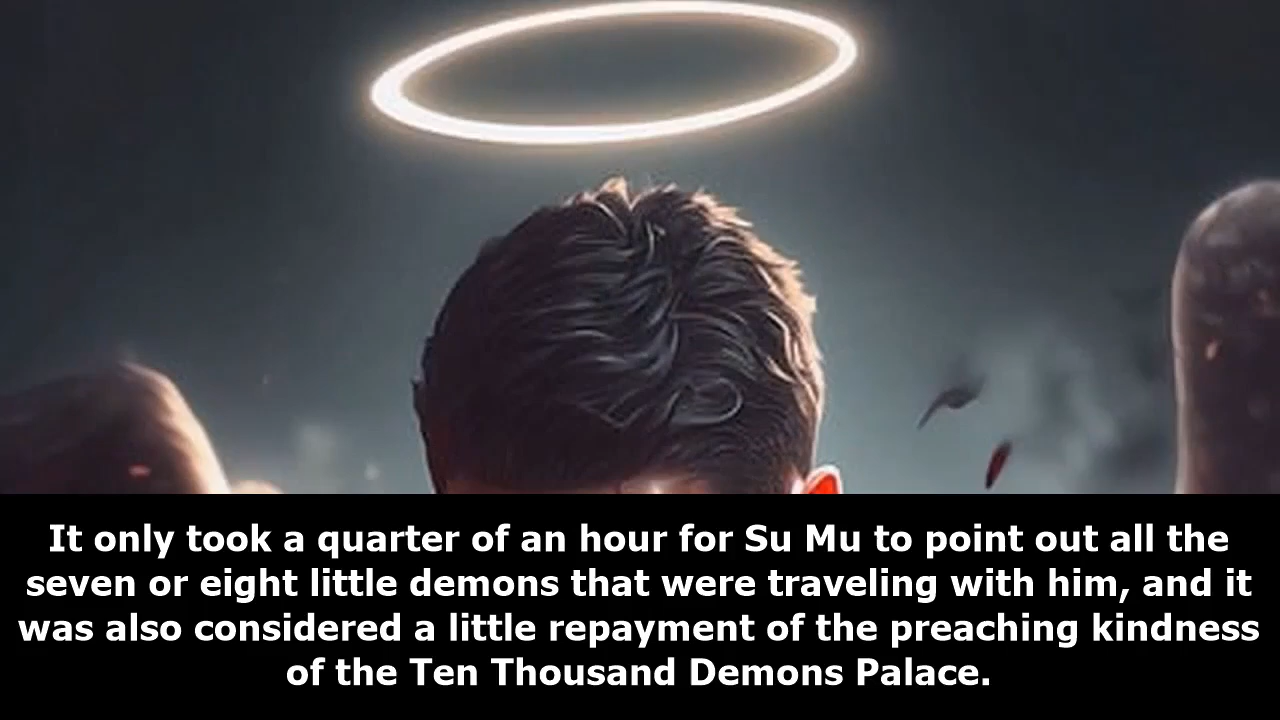 It only took a quarter of an hour for Su Mu to point out all the
seven or eight little demons that were traveling with him, and it
was also considered a little repayment of the preaching kindness
of the Ten Thousand Demons Palace.